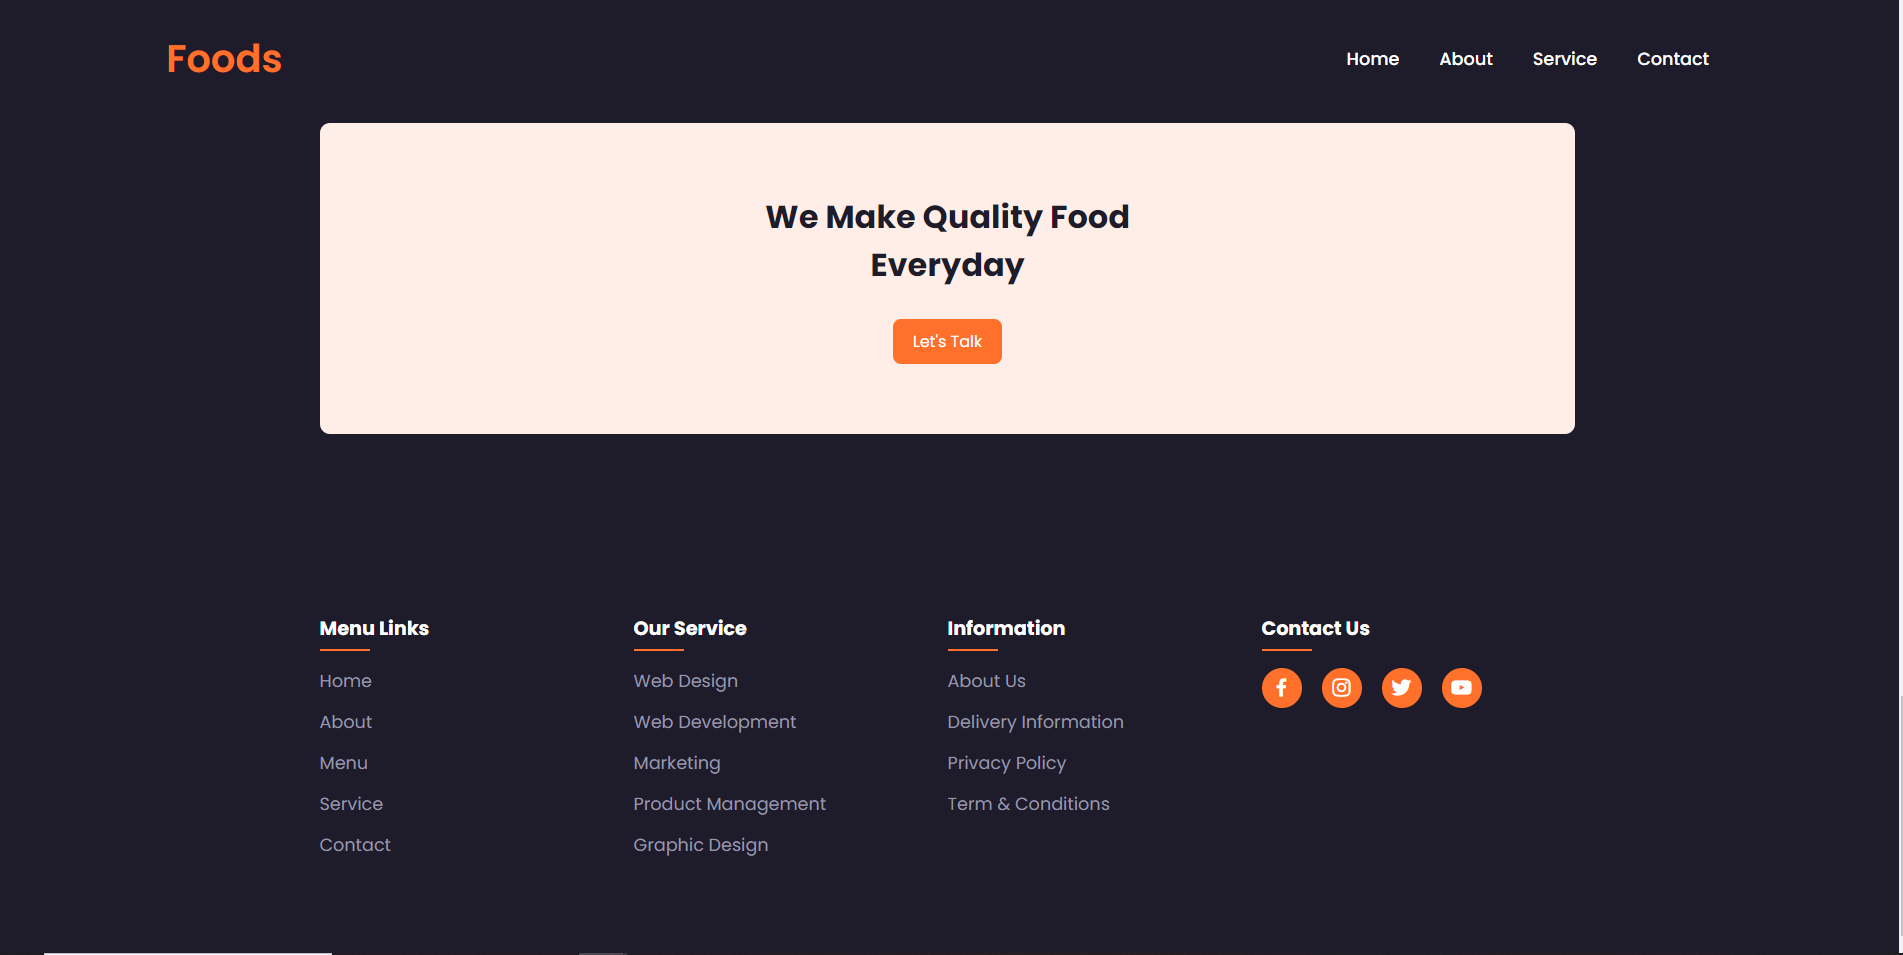 Foods
Home About Service Contact
We Make Quality Food
Everyday
Let's Talk
Menu Links
Home
About
Menu
Service
Contact
Our Service
Web Design
Web Development
Marketing
Product Management
Graphic Design
Information
About Us
Delivery Information
Privacy Policy
Term & Conditions
Contact Us